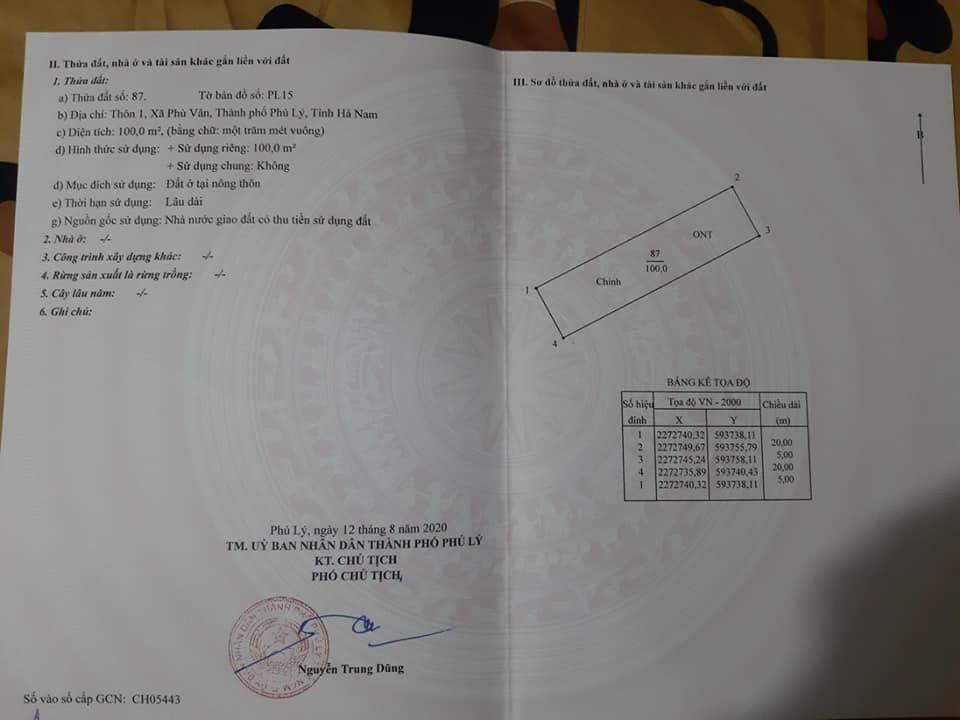 II. Thửa đất, nhà ở và tài sản khác gắn liền với đất
1. Thửa đất:
a) Thửa đất số: 87. Tờ bản đồ số: PL15
b) Địa chỉ: Thôn 1, Xã Phù Vân, Thành phố Phủ Lý, Tỉnh Hà Nam
c) Diện tích: 100,0 m², (bằng chữ: một trăm mét vuông)
d) Hình thức sử dụng: + Sử dụng riêng: 100,0 m²
+ Sử dụng chung: Không
đ) Mục đích sử dụng: Đất ở tại nông thôn
e) Thời hạn sử dụng: Lâu dài
g) Nguồn gốc sử dụng: Nhà nước giao đất có thu tiền sử dụng đất
2. Nhà ở: -/-
3. Công trình xây dựng khác: -/-
4. Rừng sản xuất là rừng trồng: -/-
5. Cây lâu năm: -/-
6. Ghi chú:
Phủ Lý, ngày 12 tháng 8 năm 2020
TM. UỶ BAN NHÂN DÂN THÀNH PHỐ PHỦ LÝ
KT. CHỦ TỊCH
PHÓ CHỦ TỊCH
Nguyễn Trung Dũng
Số vào sổ cấp GCN: CH05443
III. Sơ đồ thửa đất, nhà ở và tài sản khác gắn liền với đất
B
2
3
ONT
87
100,0
Chinh
1
4
BẢNG KÊ TỌA ĐỘ
Số hiệu đỉnh Tọa độ VN - 2000 Chiều dài (m)
X Y
1 2272740,32 593738,11
20,00
2 2272749,67 593755,79
5,00
3 2272745,24 593758,11
20,00
4 2272735,89 593740,43
5,00
1 2272740,32 593738,11